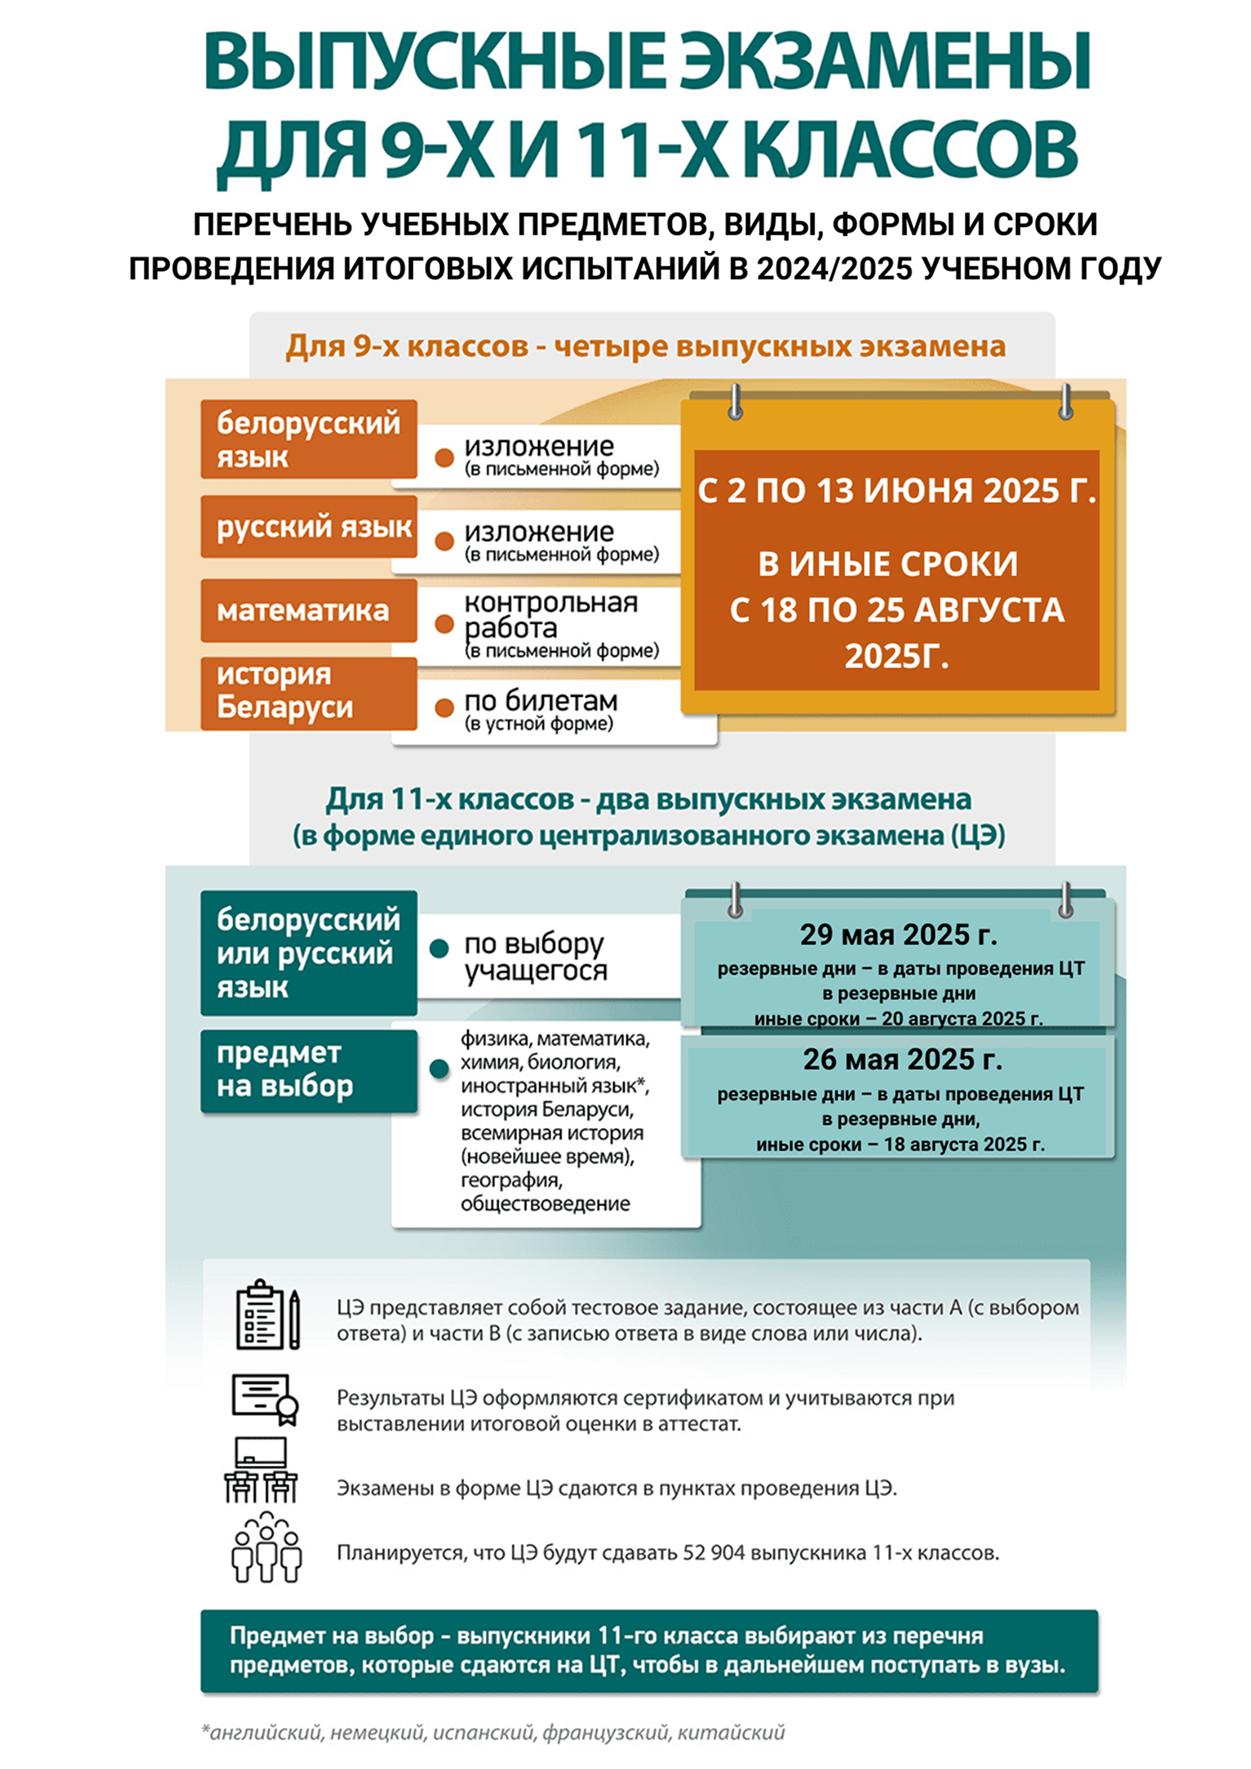 ВЫПУСКНЫЕ ЭКЗАМЕНЫ
ДЛЯ 9-Х И 11-Х КЛАССОВ
ПЕРЕЧЕНЬ УЧЕБНЫХ ПРЕДМЕТОВ, ВИДЫ, ФОРМЫ И СРОКИ
ПРОВЕДЕНИЯ ИТОГОВЫХ ИСПЫТАНИЙ В 2024/2025 УЧЕБНОМ ГОДУ
Для 9-х классов - четыре выпускных экзамена
белорусский
язык
изложение
(в письменной форме)
русский язык
изложение
(в письменной форме)
математика
контрольная
работа
(в письменной форме)
история
Беларуси
по билетам
(в устной форме)
С 2 ПО 13 ИЮНЯ 2025 Г.
В ИНЫЕ СРОКИ
С 18 ПО 25 АВГУСТА
2025Г.
Для 11-х классов - два выпускных экзамена
(в форме единого централизованного экзамена (ЦЭ)
белорусский
или русский
язык
по выбору
учащегося
29 мая 2025 г.
резервные дни – в даты проведения ЦТ
в резервные дни
иные сроки – 20 августа 2025 г.
предмет
на выбор
физика, математика,
химия, биология,
иностранный язык*,
история Беларуси,
всемирная история
(новейшее время),
география,
обществоведение
26 мая 2025 г.
резервные дни – в даты проведения ЦТ
в резервные дни,
иные сроки – 18 августа 2025 г.
ЦЭ представляет собой тестовое задание, состоящее из части А (с выбором
ответа) и части В (с записью ответа в виде слова или числа).
Результаты ЦЭ оформляются сертификатом и учитываются при
выставлении итоговой оценки в аттестат.
Экзамены в форме ЦЭ сдаются в пунктах проведения ЦЭ.
Планируется, что ЦЭ будут сдавать 52 904 выпускника 11-х классов.
Предмет на выбор - выпускники 11-го класса выбирают из перечня
предметов, которые сдаются на ЦТ, чтобы в дальнейшем поступать в вузы.
*английский, немецкий, испанский, французский, китайский